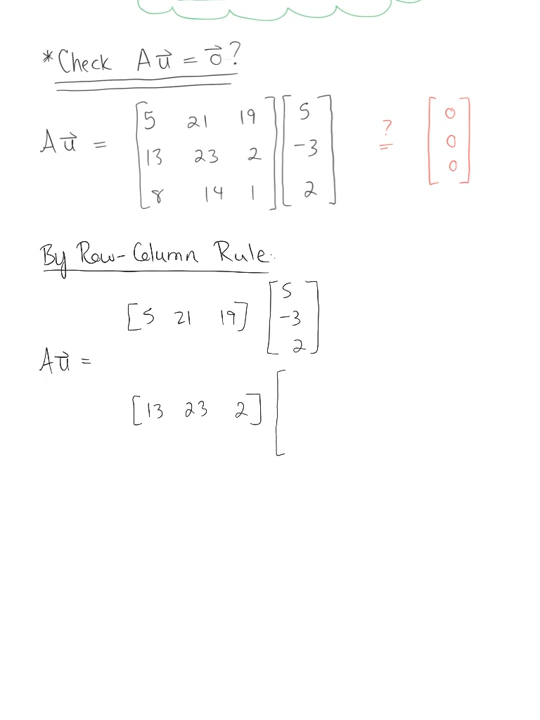 *Check Au⃗ = 0⃗?
Au⃗ = [5 21 19] [5] ?= [0]
[13 23 2] [-3] [0]
[8 14 1] [2] [0]
By Row-Column Rule:
[5 21 19] [5 -3 2]
Au⃗ =
[13 23 2] [